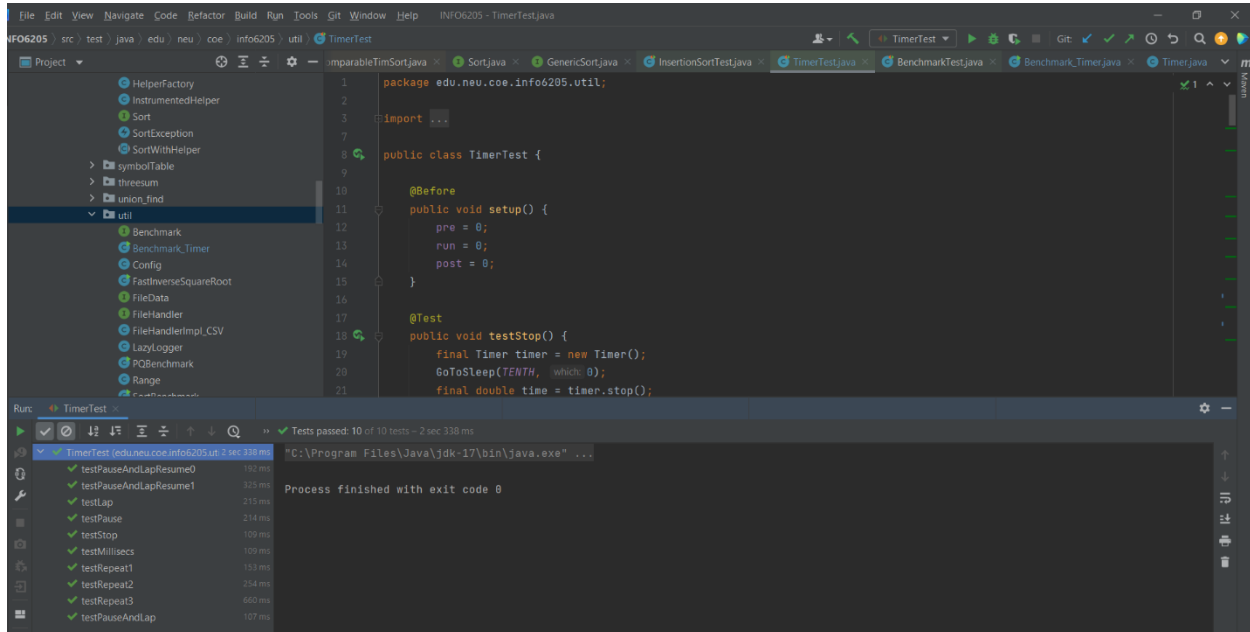 File Edit View Navigate Code Refactor Build Run Tools Git Window Help INFO6205 - TimerTest.java
NFO6205 src test java edu neu coe info6205 util TimerTest
TimerTest Git:
Project
omparableTimSort.java Sort.java GenericSort.java InsertionSortTest.java TimerTest.java BenchmarkTest.java Benchmark_Timer.java Timer.java
Maven
HelperFactory
InstrumentedHelper
Sort
SortException
SortWithHelper
symbolTable
threesum
union_find
util
Benchmark
Benchmark_Timer
Config
FastInverseSquareRoot
FileData
FileHandler
FileHandlerImpl_CSV
LazyLogger
PQBenchmark
Range
SortBenchmark
1 package edu.neu.coe.info6205.util;
2
3 import ...
7
8 public class TimerTest {
9
10 @Before
11 public void setup() {
12 pre = 0;
13 run = 0;
14 post = 0;
15 }
16
17 @Test
18 public void testStop() {
19 final Timer timer = new Timer();
20 GoToSleep(TENTH, which: 0);
21 final double time = timer.stop();
1
Run: TimerTest
Tests passed: 10 of 10 tests – 2 sec 338 ms
TimerTest (edu.neu.coe.info6205.uti 2 sec 338 ms
testPauseAndLapResume0 192 ms
testPauseAndLapResume1 325 ms
testLap 215 ms
testPause 214 ms
testStop 109 ms
testMillisecs 109 ms
testRepeat1 153 ms
testRepeat2 254 ms
testRepeat3 660 ms
testPauseAndLap 107 ms
"C:\Program Files\Java\jdk-17\bin\java.exe" ...
Process finished with exit code 0